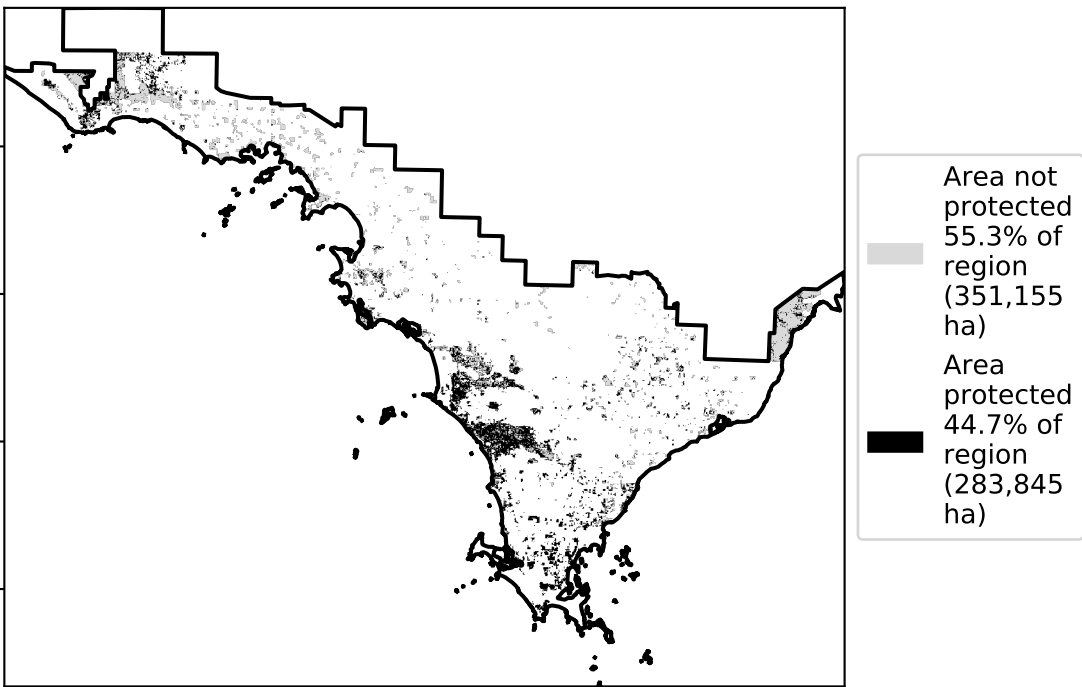 Area not
protected
55.3% of
region
(351,155
ha)
Area
protected
44.7% of
region
(283,845
ha)